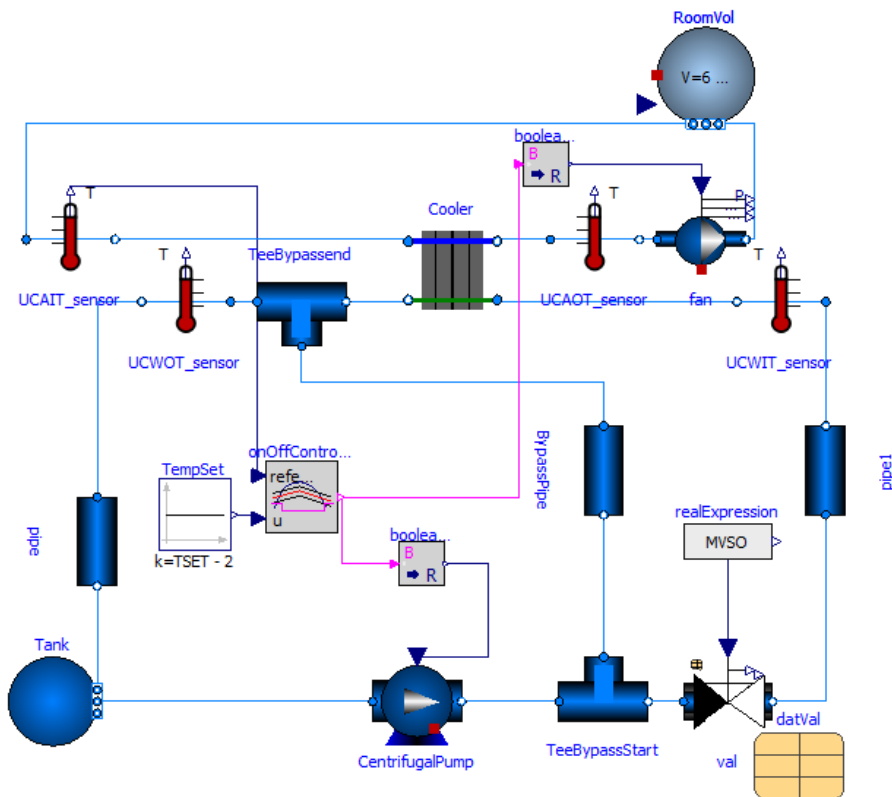 RoomVol
V=6 ...
boolea...
B
R
T
Cooler
T
P
...
TeeBypassend
T
T
UCAIT_sensor
UCAOT_sensor
fan
UCWOT_sensor
UCWIT_sensor
onOffContro...
TempSet
refe...
u
k=TSET - 2
BypassPipe
pipe1
realExpression
MVSO
boolea...
B
R
pipe
Tank
datVal
TeeBypassStart
val
CentrifugalPump